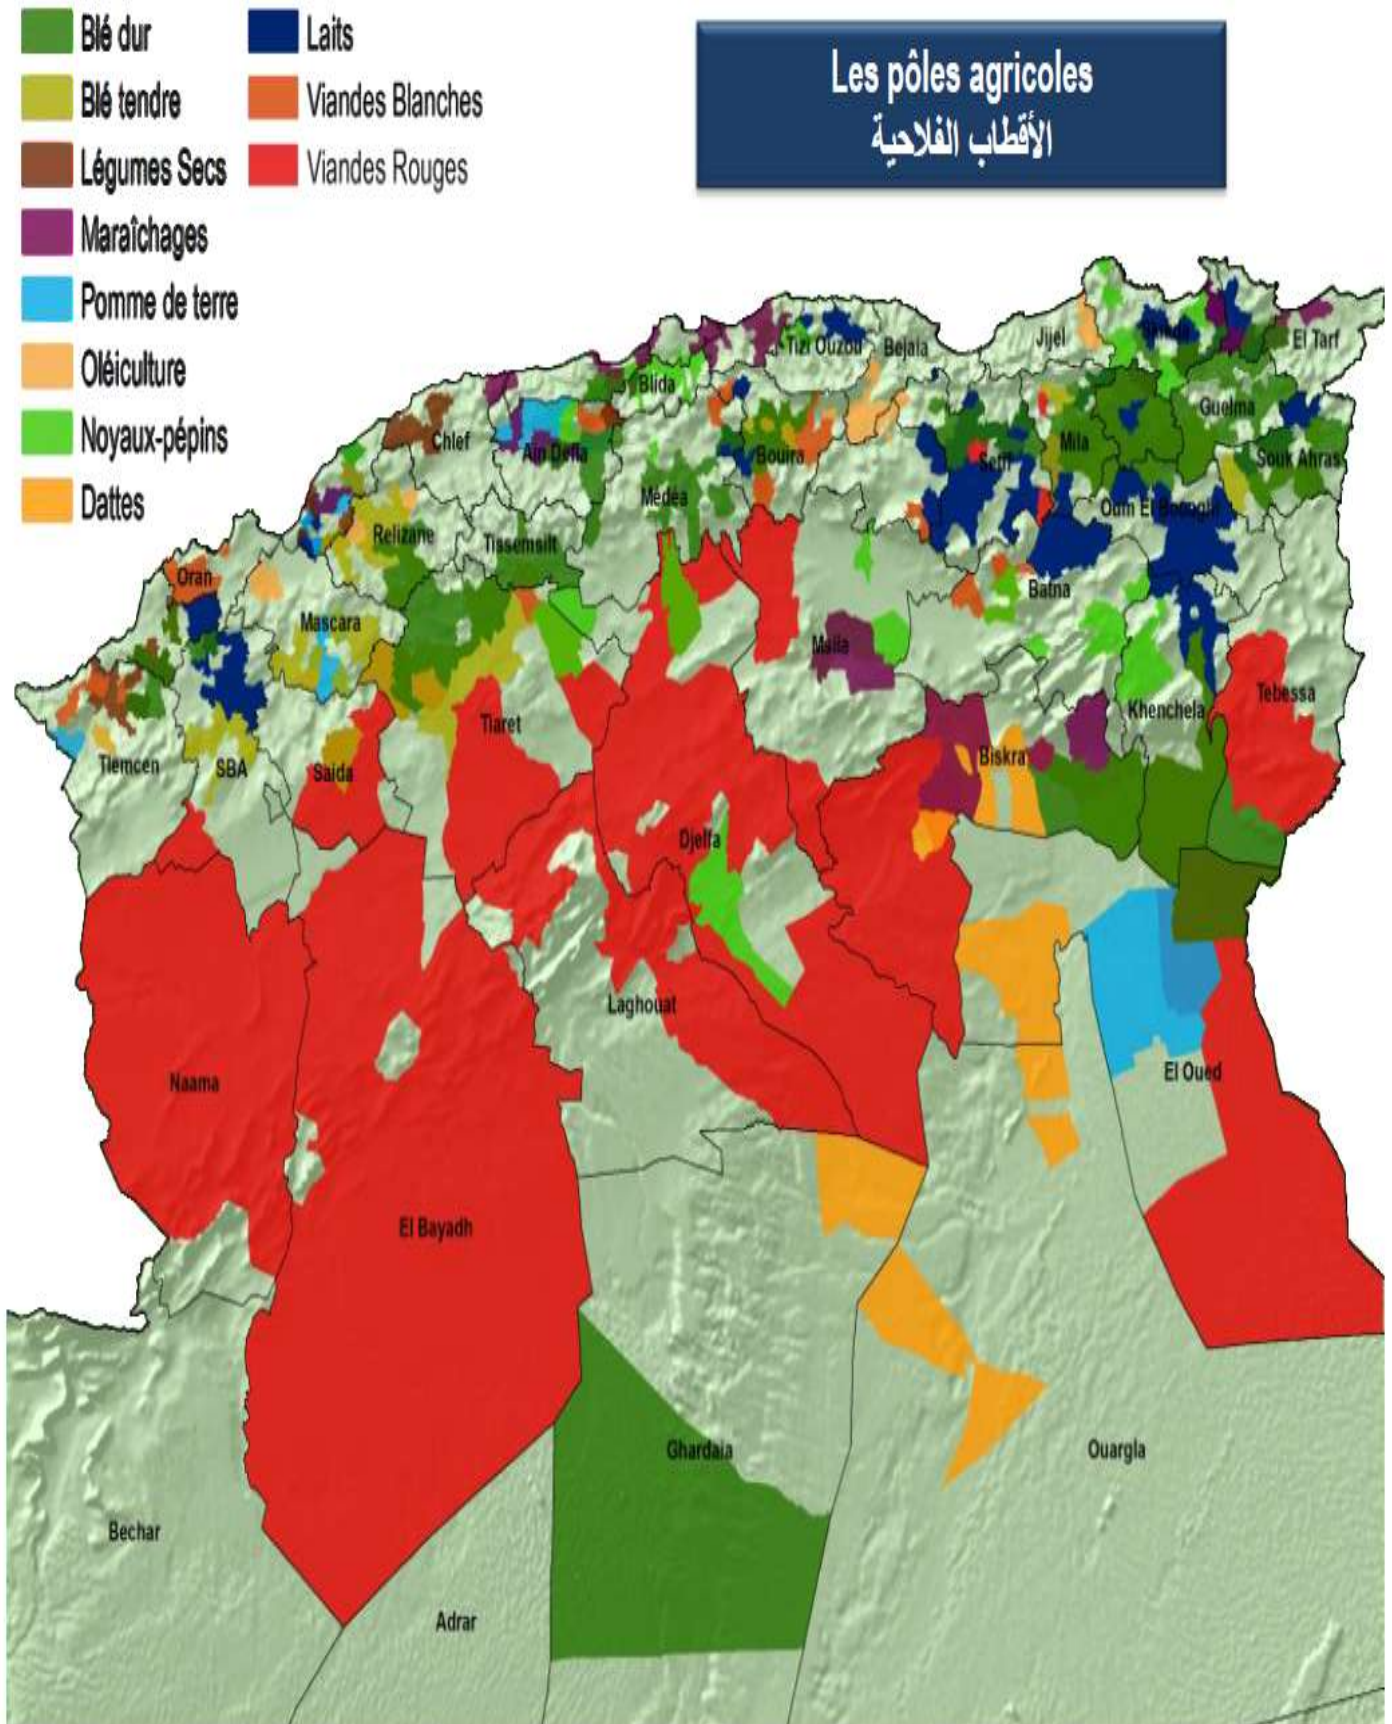 Blé dur
Blé tendre
Légumes Secs
Maraîchages
Pomme de terre
Oléiculture
Noyaux-pépins
Dattes
Laits
Viandes Blanches
Viandes Rouges
Les pôles agricoles
الأقطاب الفلاحية
Tizi Ouzou
Bejaia
Jijel
Skikda
El Tarf
Blida
Guelma
Chlef
Ain Defla
Bouira
Setif
Mila
Souk Ahras
Médéa
Oum El Bouaghi
Relizane
Tissemsilt
Oran
Batna
Mascara
Msila
Tebessa
Khenchela
Tiaret
Biskra
Tlemcen
SBA
Saida
Djelfa
Laghouat
El Oued
Naama
El Bayadh
Ghardaia
Ouargla
Bechar
Adrar